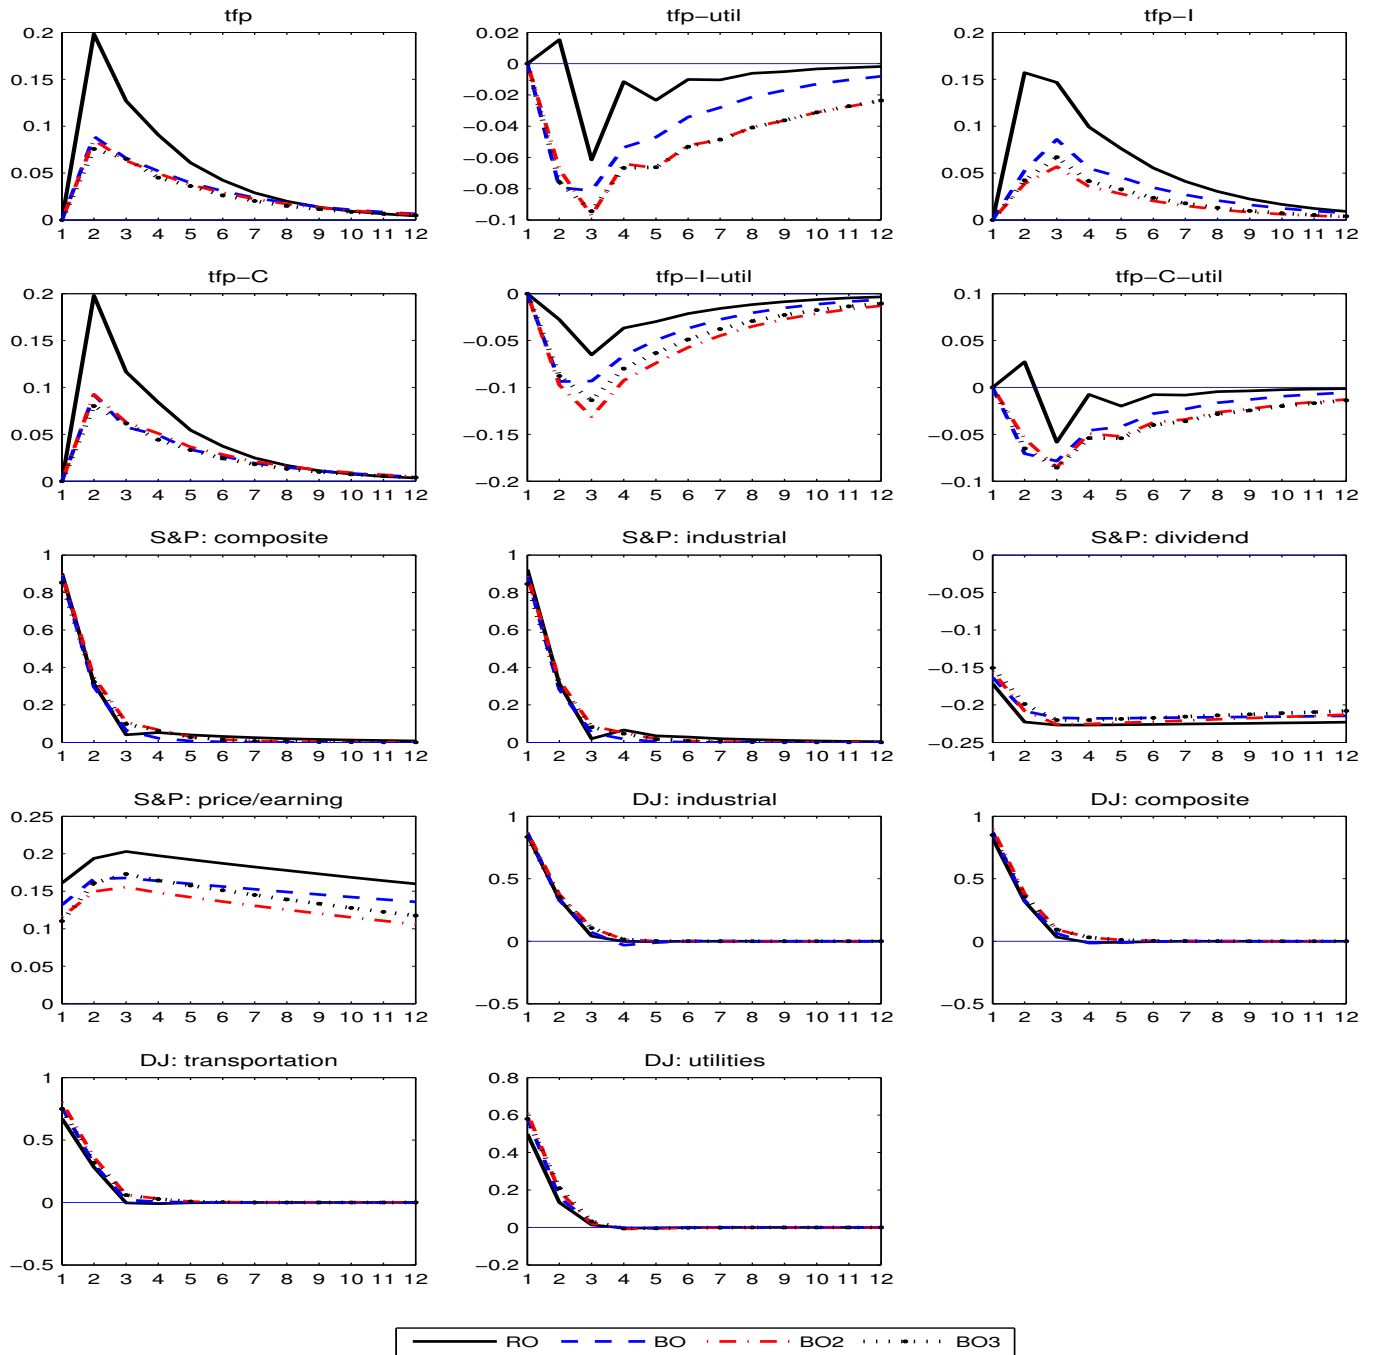 tfp
tfp−util
tfp−I
0.2
0.15
0.1
0.05
0
1 2 3 4 5 6 7 8 9 10 11 12
0.02
0
−0.02
−0.04
−0.06
−0.08
−0.1
1 2 3 4 5 6 7 8 9 10 11 12
0.2
0.15
0.1
0.05
0
1 2 3 4 5 6 7 8 9 10 11 12
tfp−C
tfp−I−util
tfp−C−util
0.2
0.15
0.1
0.05
0
1 2 3 4 5 6 7 8 9 10 11 12
0
−0.05
−0.1
−0.15
−0.2
1 2 3 4 5 6 7 8 9 10 11 12
0.1
0.05
0
−0.05
−0.1
1 2 3 4 5 6 7 8 9 10 11 12
S&P: composite
S&P: industrial
S&P: dividend
1
0.8
0.6
0.4
0.2
0
1 2 3 4 5 6 7 8 9 10 11 12
1
0.8
0.6
0.4
0.2
0
1 2 3 4 5 6 7 8 9 10 11 12
0
−0.05
−0.1
−0.15
−0.2
−0.25
1 2 3 4 5 6 7 8 9 10 11 12
S&P: price/earning
DJ: industrial
DJ: composite
0.25
0.2
0.15
0.1
0.05
0
1 2 3 4 5 6 7 8 9 10 11 12
1
0.5
0
−0.5
1 2 3 4 5 6 7 8 9 10 11 12
1
0.5
0
−0.5
1 2 3 4 5 6 7 8 9 10 11 12
DJ: transportation
DJ: utilities
1
0.5
0
−0.5
1 2 3 4 5 6 7 8 9 10 11 12
0.8
0.6
0.4
0.2
0
−0.2
1 2 3 4 5 6 7 8 9 10 11 12
RO BO BO2 BO3